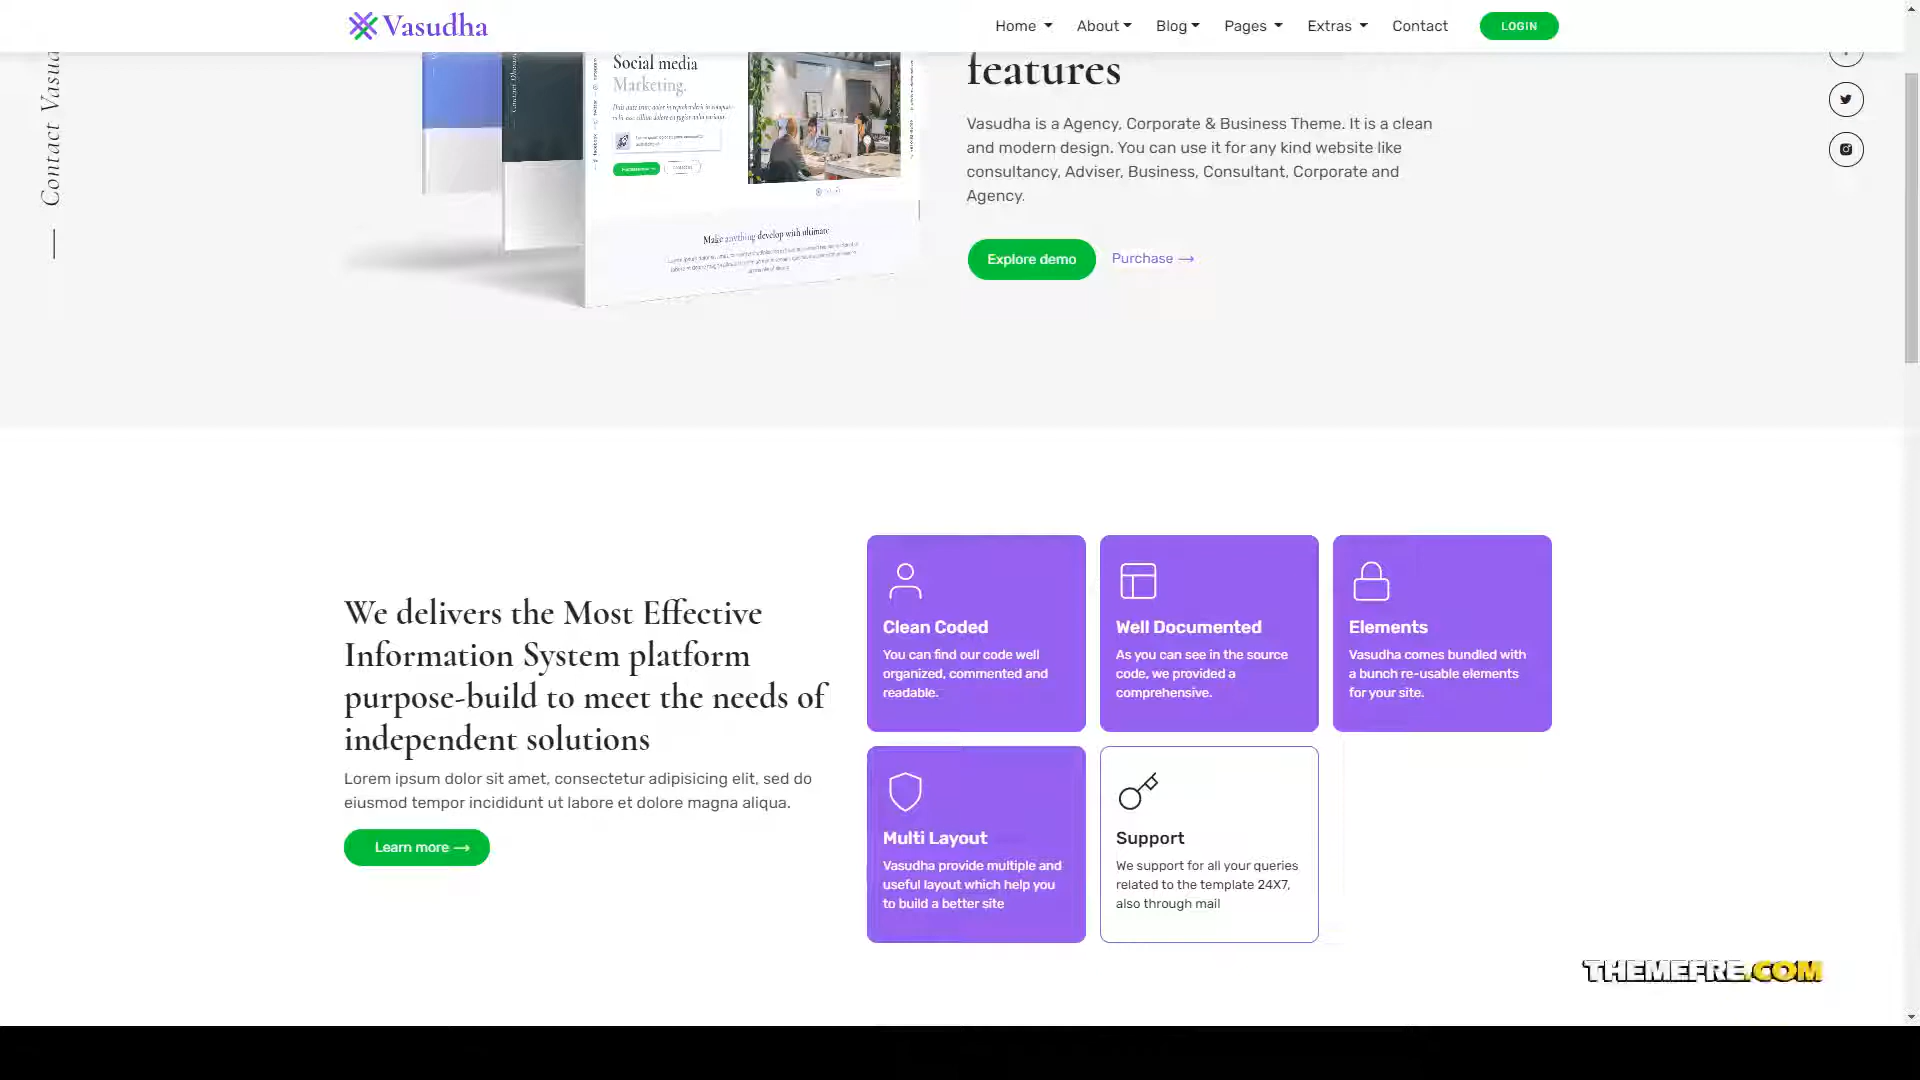 Vasudha
Home
About
Blog
Pages
Extras
Contact
LOGIN
Contact Vasud
Social media
Marketing.
Make anything develop with ultimate
features
Vasudha is a Agency, Corporate & Business Theme. It is a clean
and modern design. You can use it for any kind website like
consultancy, Adviser, Business, Consultant, Corporate and
Agency.
Explore demo
Purchase →
We delivers the Most Effective
Information System platform
purpose-build to meet the needs of
independent solutions
Lorem ipsum dolor sit amet, consectetur adipisicing elit, sed do
eiusmod tempor incididunt ut labore et dolore magna aliqua.
Learn more →
Clean Coded
You can find our code well
organized, commented and
readable.
Well Documented
As you can see in the source
code, we provided a
comprehensive.
Elements
Vasudha comes bundled with
a bunch re-usable elements
for your site.
Multi Layout
Vasudha provide multiple and
useful layout which help you
to build a better site
Support
We support for all your queries
related to the template 24X7,
also through mail
THEMEFRE.COM